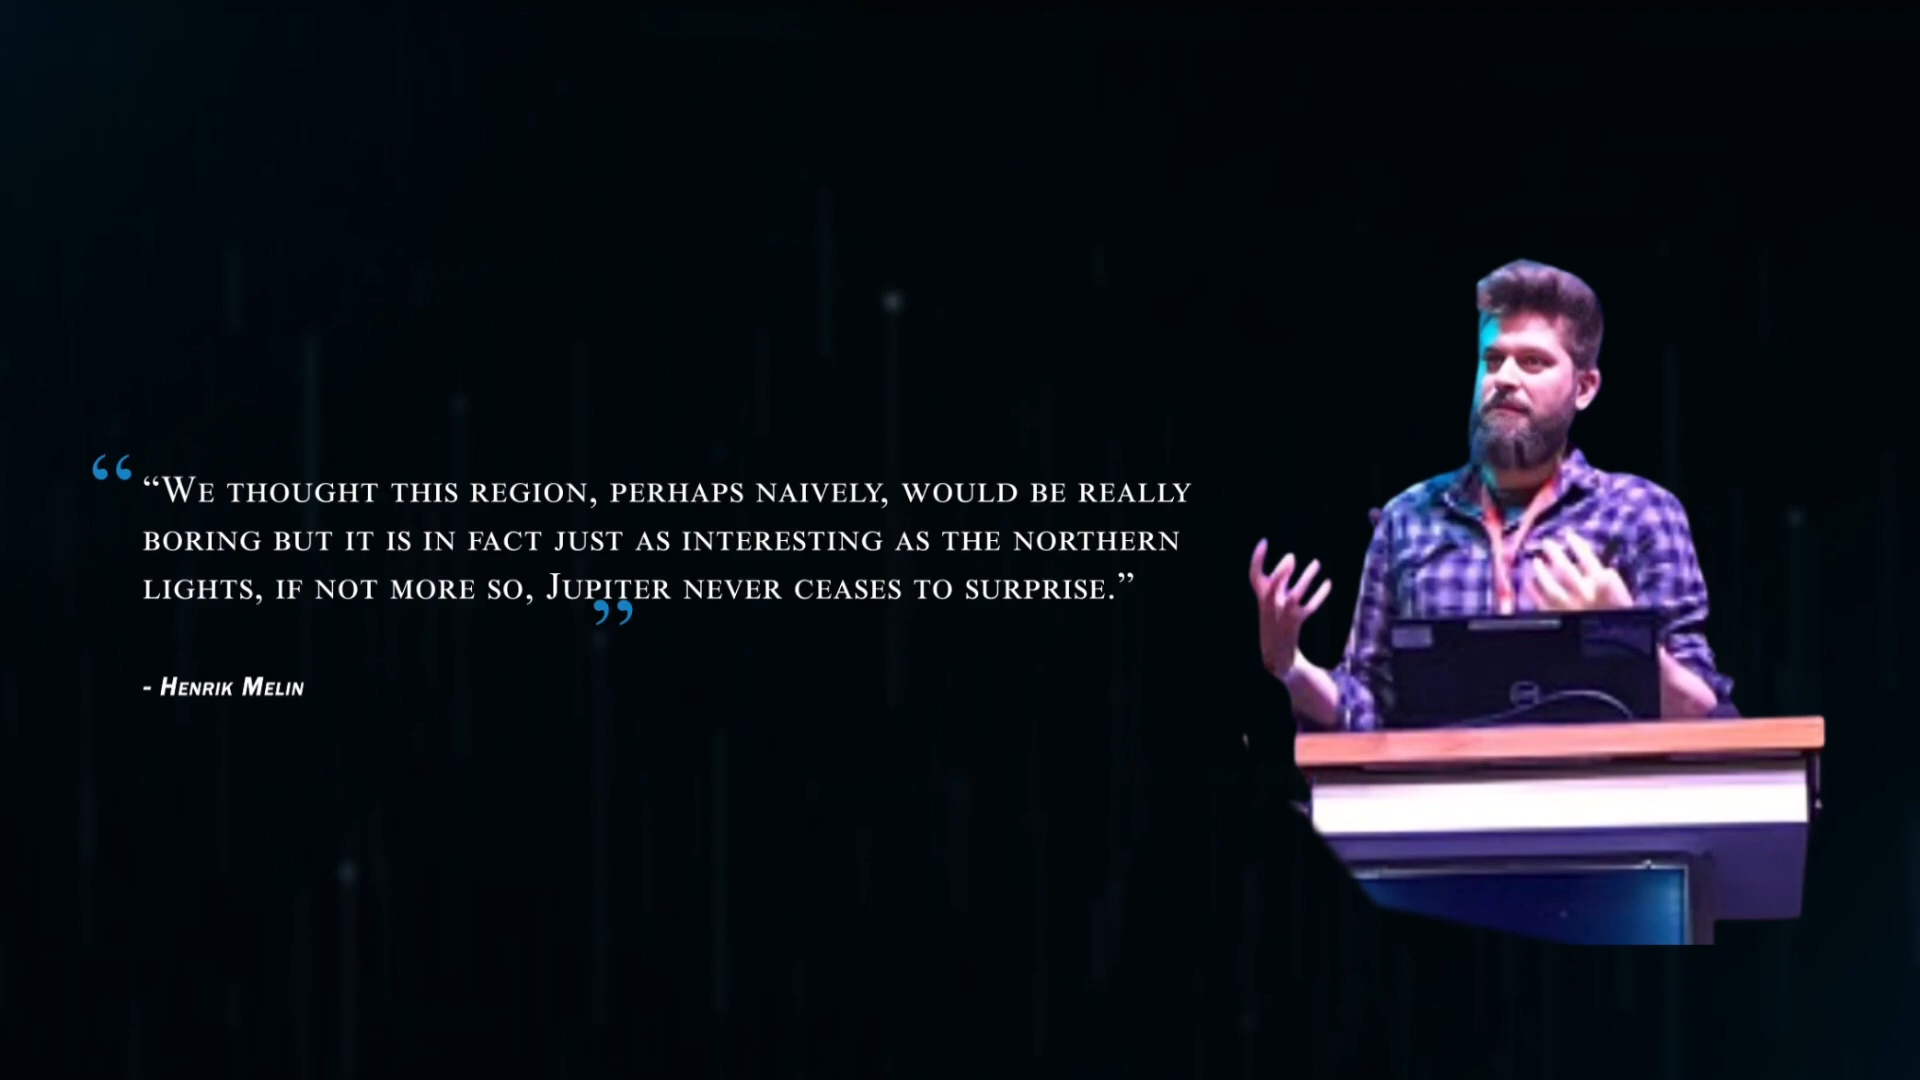 “We thought this region, perhaps naively, would be really
boring but it is in fact just as interesting as the northern
lights, if not more so, Jupiter never ceases to surprise.”
- Henrik Melin